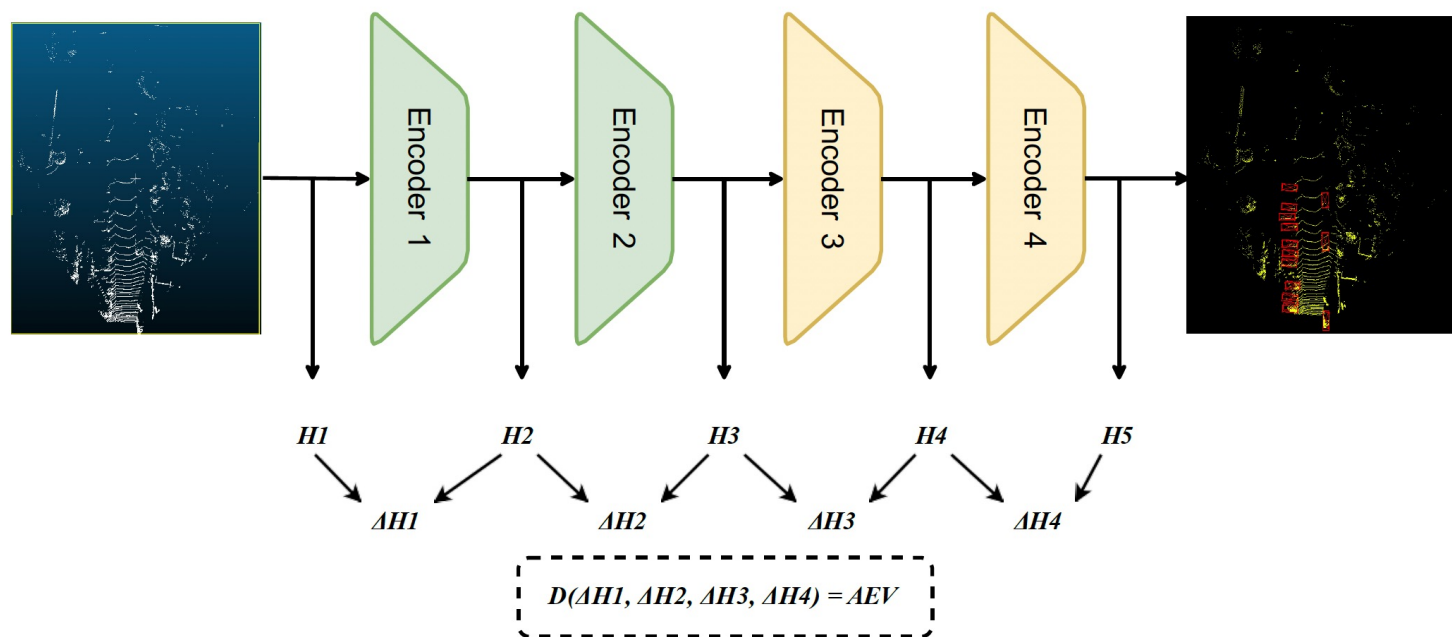 Encoder 1
Encoder 2
Encoder 3
Encoder 4
H1 H2 H3 H4 H5
ΔH1 ΔH2 ΔH3 ΔH4
D(ΔH1, ΔH2, ΔH3, ΔH4) = AEV